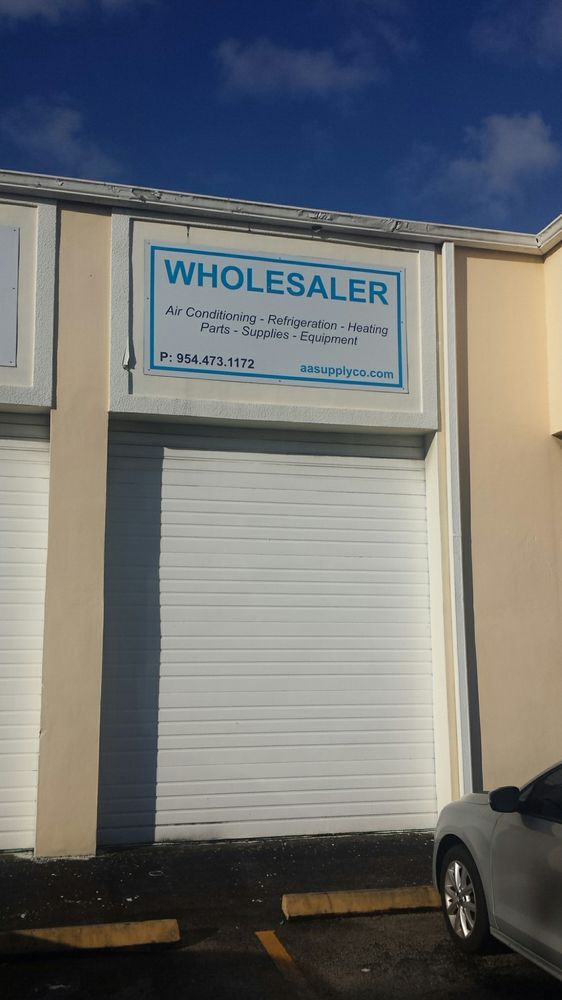 WHOLESALER
Air Conditioning - Refrigeration - Heating
Parts - Supplies - Equipment
P: 954.473.1172
aasupplyco.com